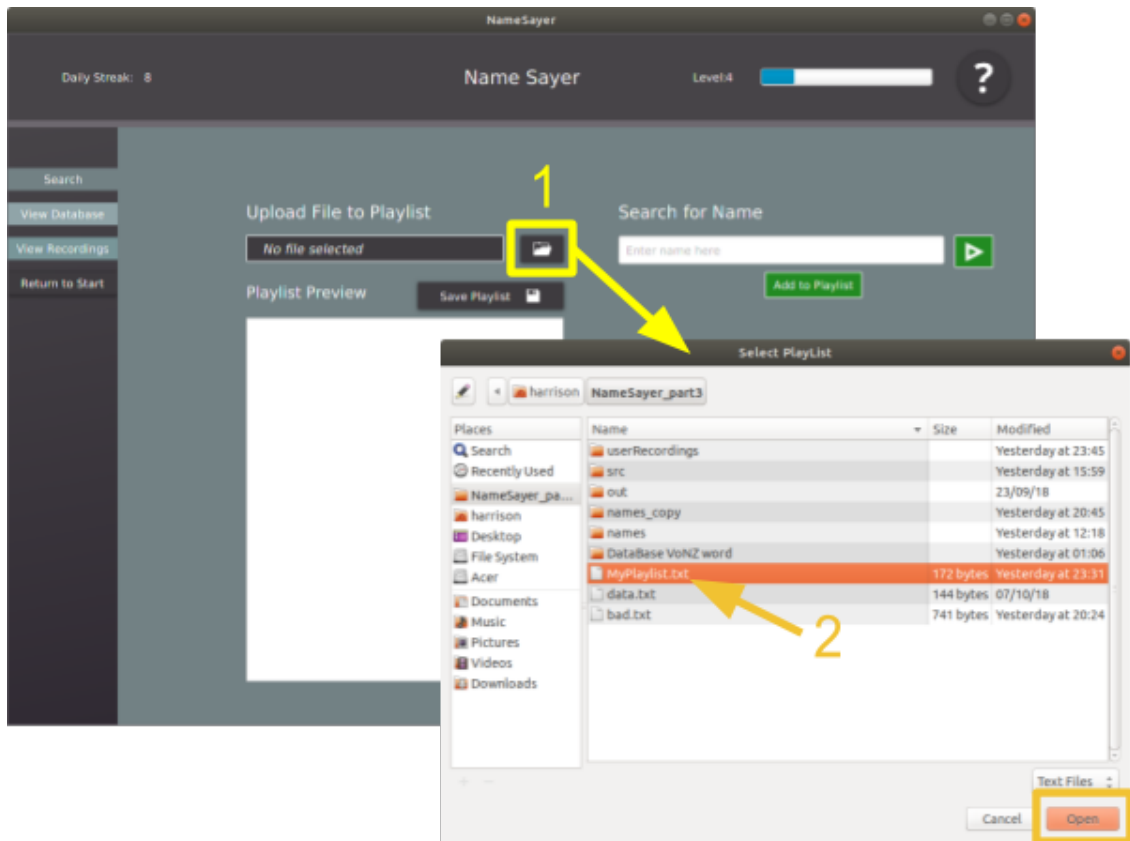 NameSayer
Daily Streak: 8
Name Sayer
Level:4
?
Search
View Database
View Recordings
Return to Start
1
Upload File to Playlist
No file selected
Search for Name
Enter name here
Playlist Preview
Save Playlist
Add to Playlist
Select PlayList
harrison
NameSayer_part3
Places
Search
Recently Used
NameSayer_pa...
harrison
Desktop
File System
Acer
Documents
Music
Pictures
Videos
Downloads
Name Size Modified
userRecordings Yesterday at 23:45
src Yesterday at 15:59
out 23/09/18
names_copy Yesterday at 20:45
names Yesterday at 12:18
DataBase VoNZ word Yesterday at 01:06
MyPlaylist.txt 172 bytes Yesterday at 23:31
data.txt 144 bytes 07/10/18
bad.txt 741 bytes Yesterday at 20:24
2
Text Files
Cancel
Open